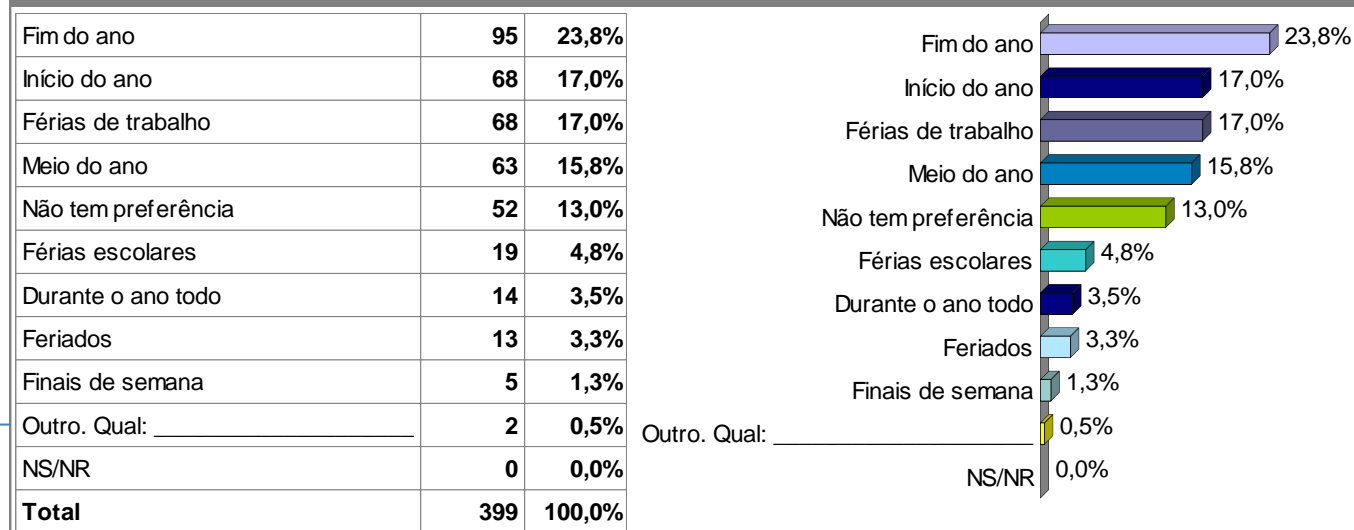 Fim do ano 95 23,8%
Início do ano 68 17,0%
Férias de trabalho 68 17,0%
Meio do ano 63 15,8%
Não tem preferência 52 13,0%
Férias escolares 19 4,8%
Durante o ano todo 14 3,5%
Feriados 13 3,3%
Finais de semana 5 1,3%
Outro. Qual: _____________________ 2 0,5%
NS/NR 0 0,0%
Total 399 100,0%
Fim do ano 23,8%
Início do ano 17,0%
Férias de trabalho 17,0%
Meio do ano 15,8%
Não tem preferência 13,0%
Férias escolares 4,8%
Durante o ano todo 3,5%
Feriados 3,3%
Finais de semana 1,3%
Outro. Qual: _____________________ 0,5%
NS/NR 0,0%